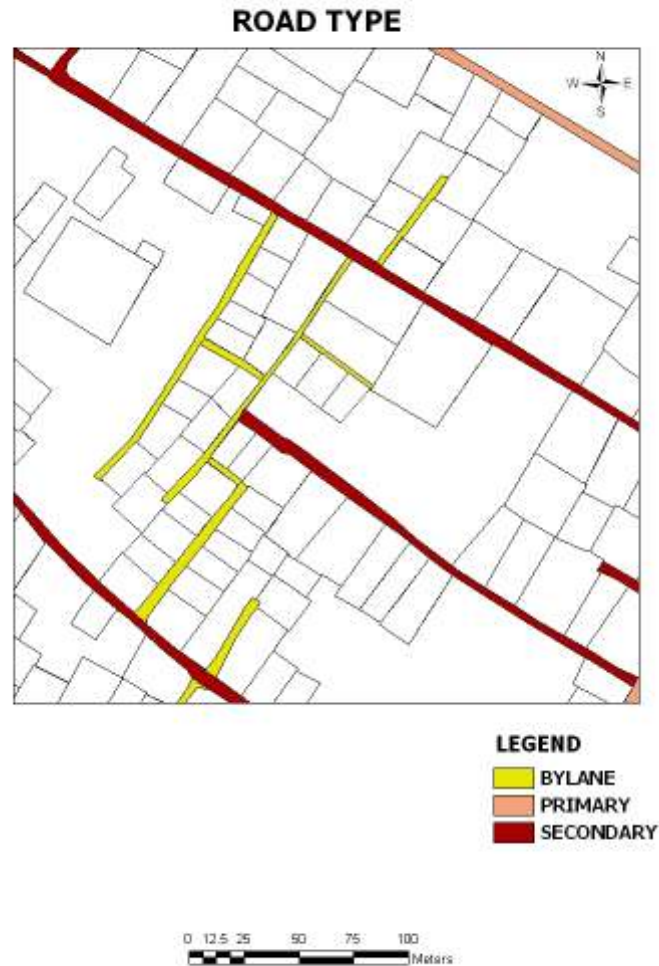 ROAD TYPE
N
W E
S
LEGEND
BYLANE
PRIMARY
SECONDARY
0 12.5 25 50 75 100
Meters